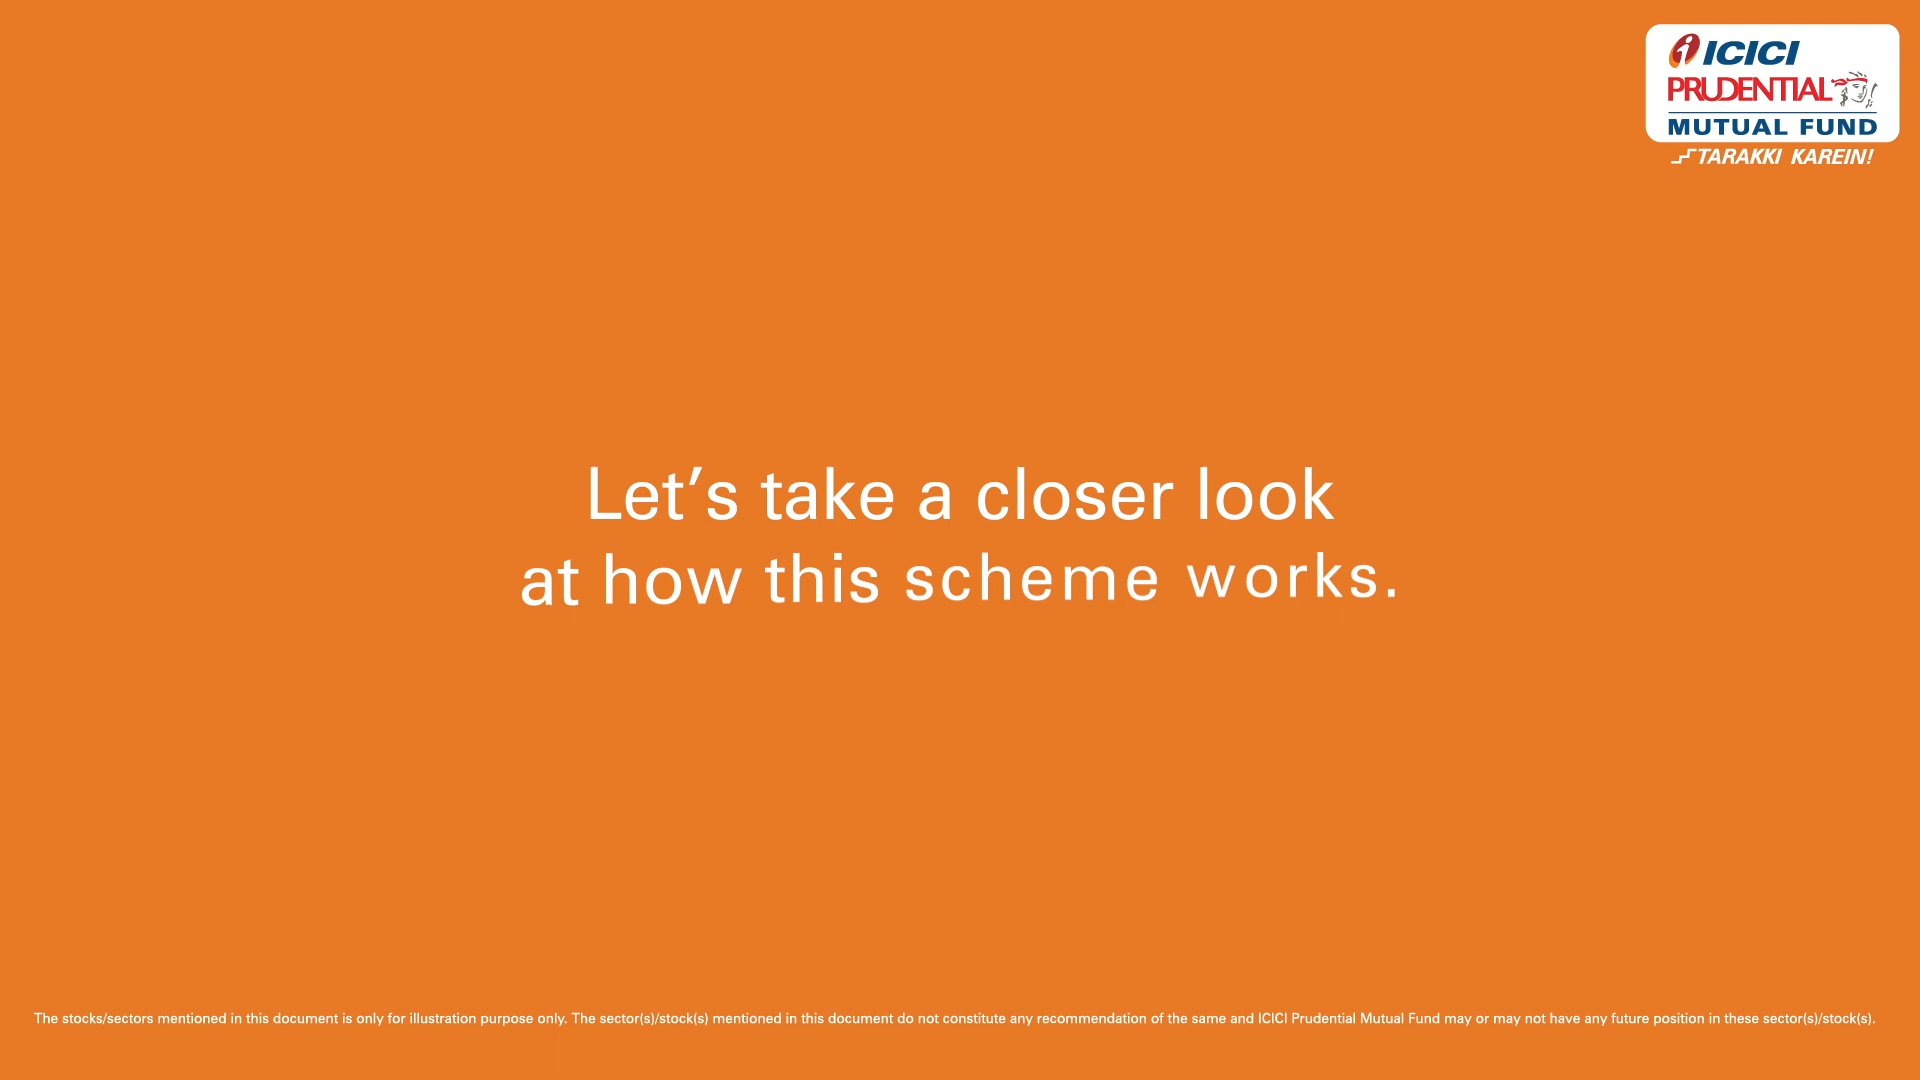 ICICI
PRUDENTIAL
MUTUAL FUND
TARAKKI KAREIN!
Let’s take a closer look
at how this scheme works.
The stocks/sectors mentioned in this document is only for illustration purpose only. The sector(s)/stock(s) mentioned in this document do not constitute any recommendation of the same and ICICI Prudential Mutual Fund may or may not have any future position in these sector(s)/stock(s).